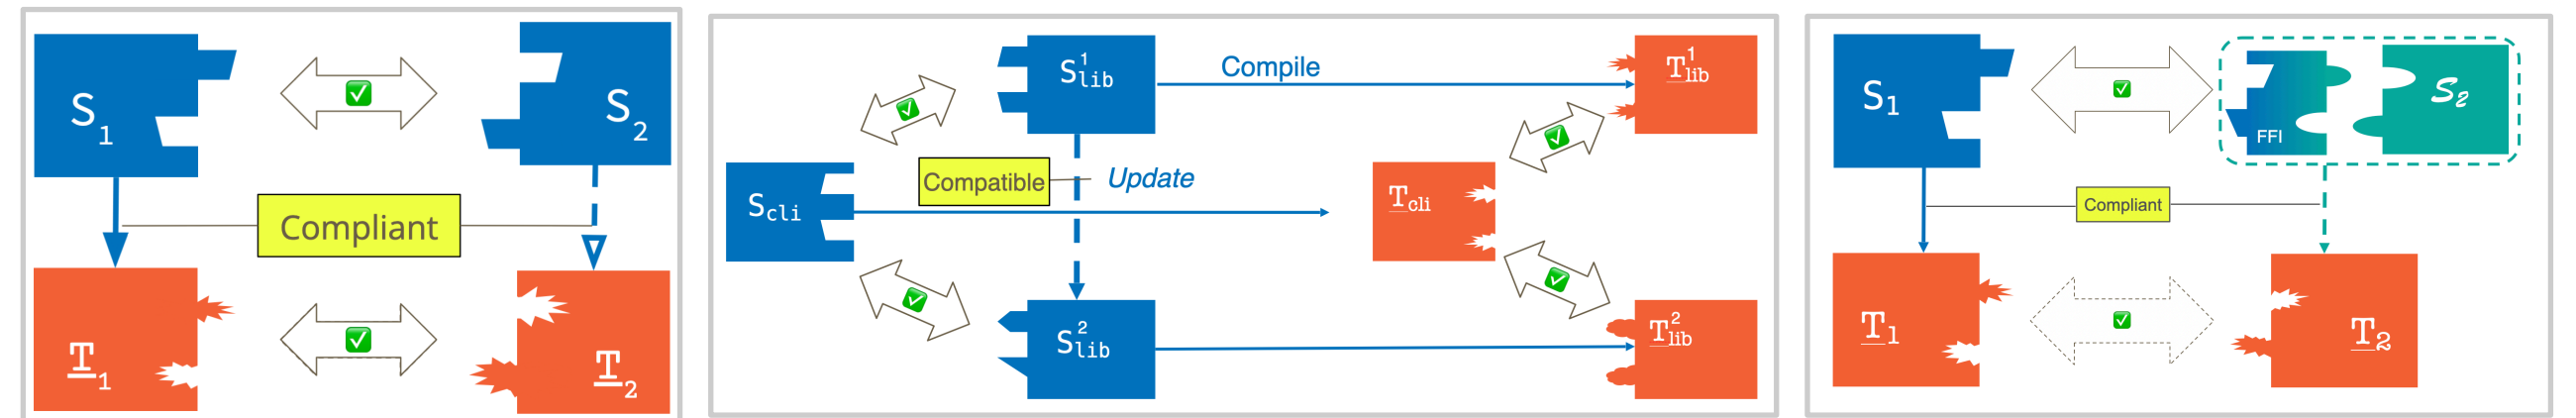 S₁
S₂
Compliant
T₁
T₂
S¹lib
Compile
T¹lib
Compatible
Update
Scli
Tcli
S²lib
T²lib
S₁
FFI
S₂
Compliant
T₁
T₂